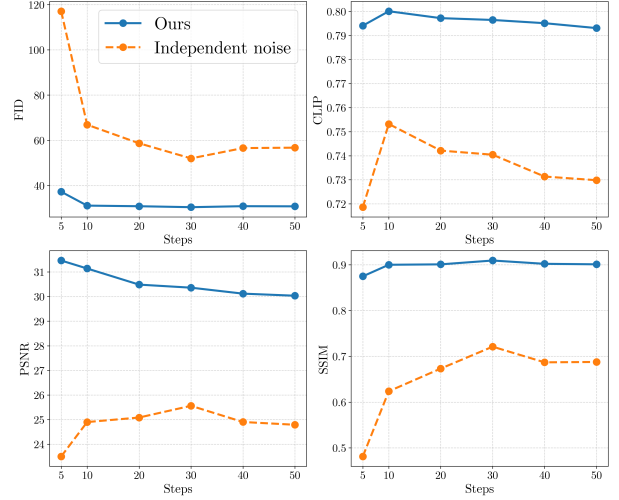 120
100
80
60
40
FID
Ours
Independent noise
5 10 20 30 40 50
Steps
0.80
0.79
0.78
0.77
0.76
0.75
0.74
0.73
0.72
CLIP
5 10 20 30 40 50
Steps
31
30
29
28
27
26
25
24
PSNR
5 10 20 30 40 50
Steps
0.9
0.8
0.7
0.6
0.5
SSIM
5 10 20 30 40 50
Steps